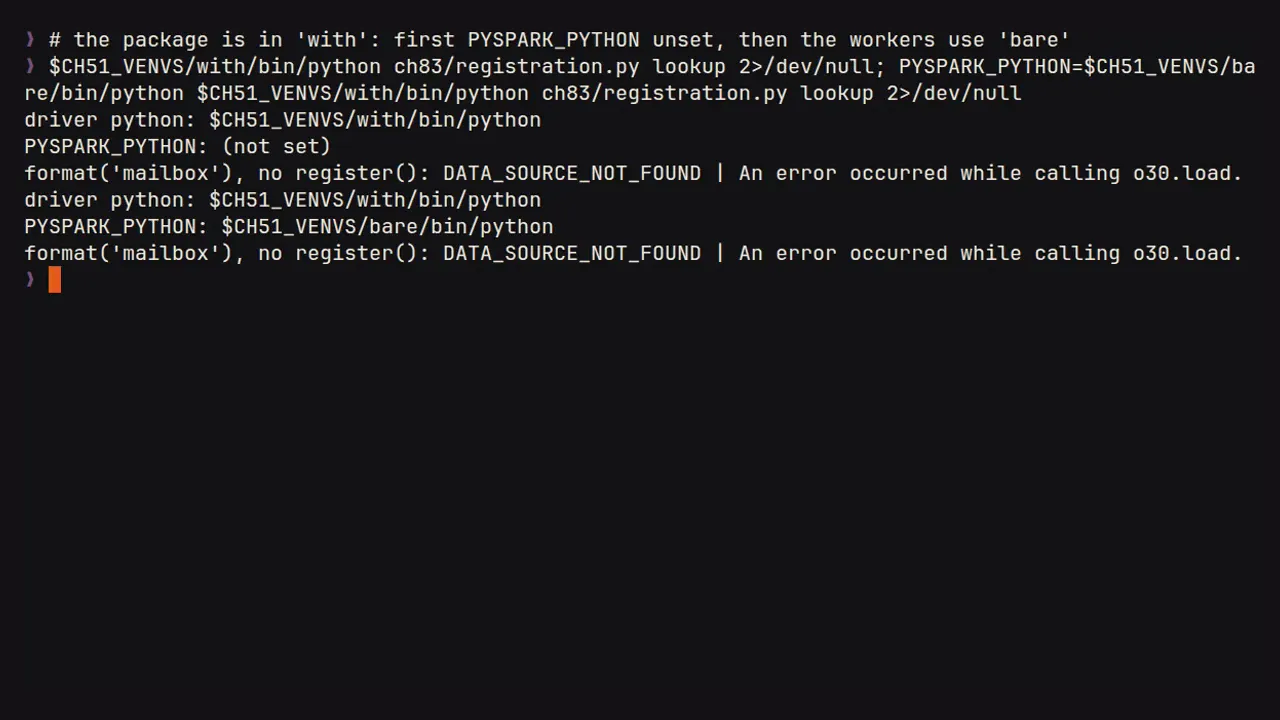 ❯ # the package is in 'with': first PYSPARK_PYTHON unset, then the workers use 'bare'
❯ $CH51_VENVS/with/bin/python ch83/registration.py lookup 2>/dev/null; PYSPARK_PYTHON=$CH51_VENVS/ba
re/bin/python $CH51_VENVS/with/bin/python ch83/registration.py lookup 2>/dev/null
driver python: $CH51_VENVS/with/bin/python
PYSPARK_PYTHON: (not set)
format('mailbox'), no register(): DATA_SOURCE_NOT_FOUND | An error occurred while calling o30.load.
driver python: $CH51_VENVS/with/bin/python
PYSPARK_PYTHON: $CH51_VENVS/bare/bin/python
format('mailbox'), no register(): DATA_SOURCE_NOT_FOUND | An error occurred while calling o30.load.
❯